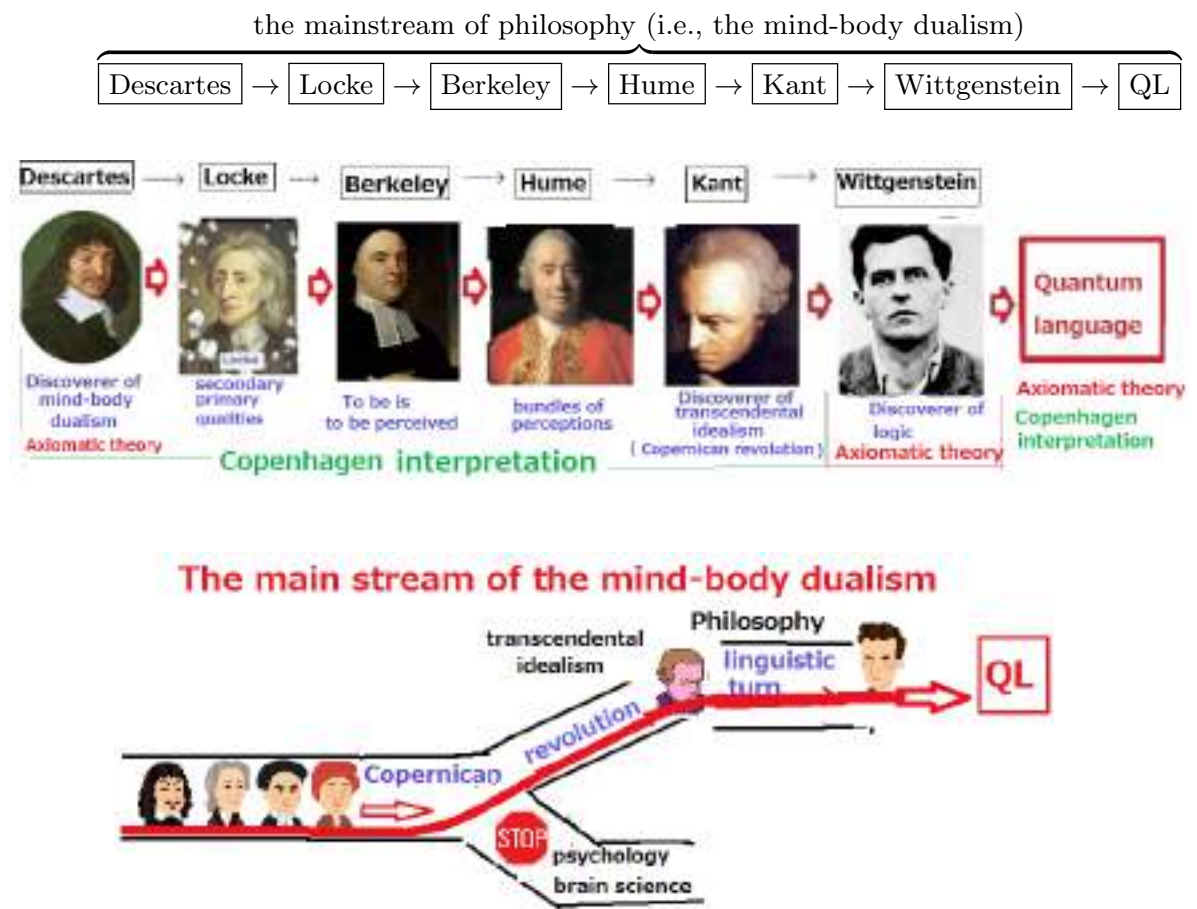 the mainstream of philosophy (i.e., the mind-body dualism)
Descartes → Locke → Berkeley → Hume → Kant → Wittgenstein → QL
Descartes → Locke → Berkeley → Hume → Kant → Wittgenstein
Locke
Quantum
language
Discoverer of
mind-body
dualism
Axiomatic theory
secondary
primary
qualities
To be is
to be perceived
bundles of
perceptions
Discoverer of
transcendental
idealism
( Copernican revolution )
Discoverer of
logic
Axiomatic theory
Axiomatic theory
Copenhagen
interpretation
Copenhagen interpretation
The main stream of the mind-body dualism
transcendental
idealism
Philosophy
linguistic
turn
QL
Copernican revolution
STOP
psychology
brain science